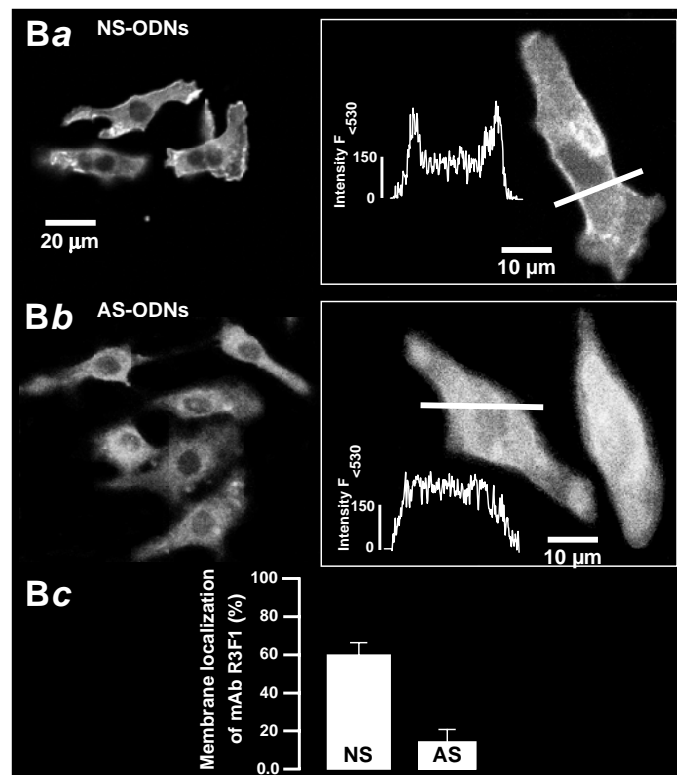 Ba NS-ODNs
20 µm
Intensity F <530
150
0
10 µm
Bb AS-ODNs
Intensity F <530
150
0
10 µm
Bc
Membrane localization
of mAb R3F1 (%)
100
80
60
40
20
0.0
NS
AS